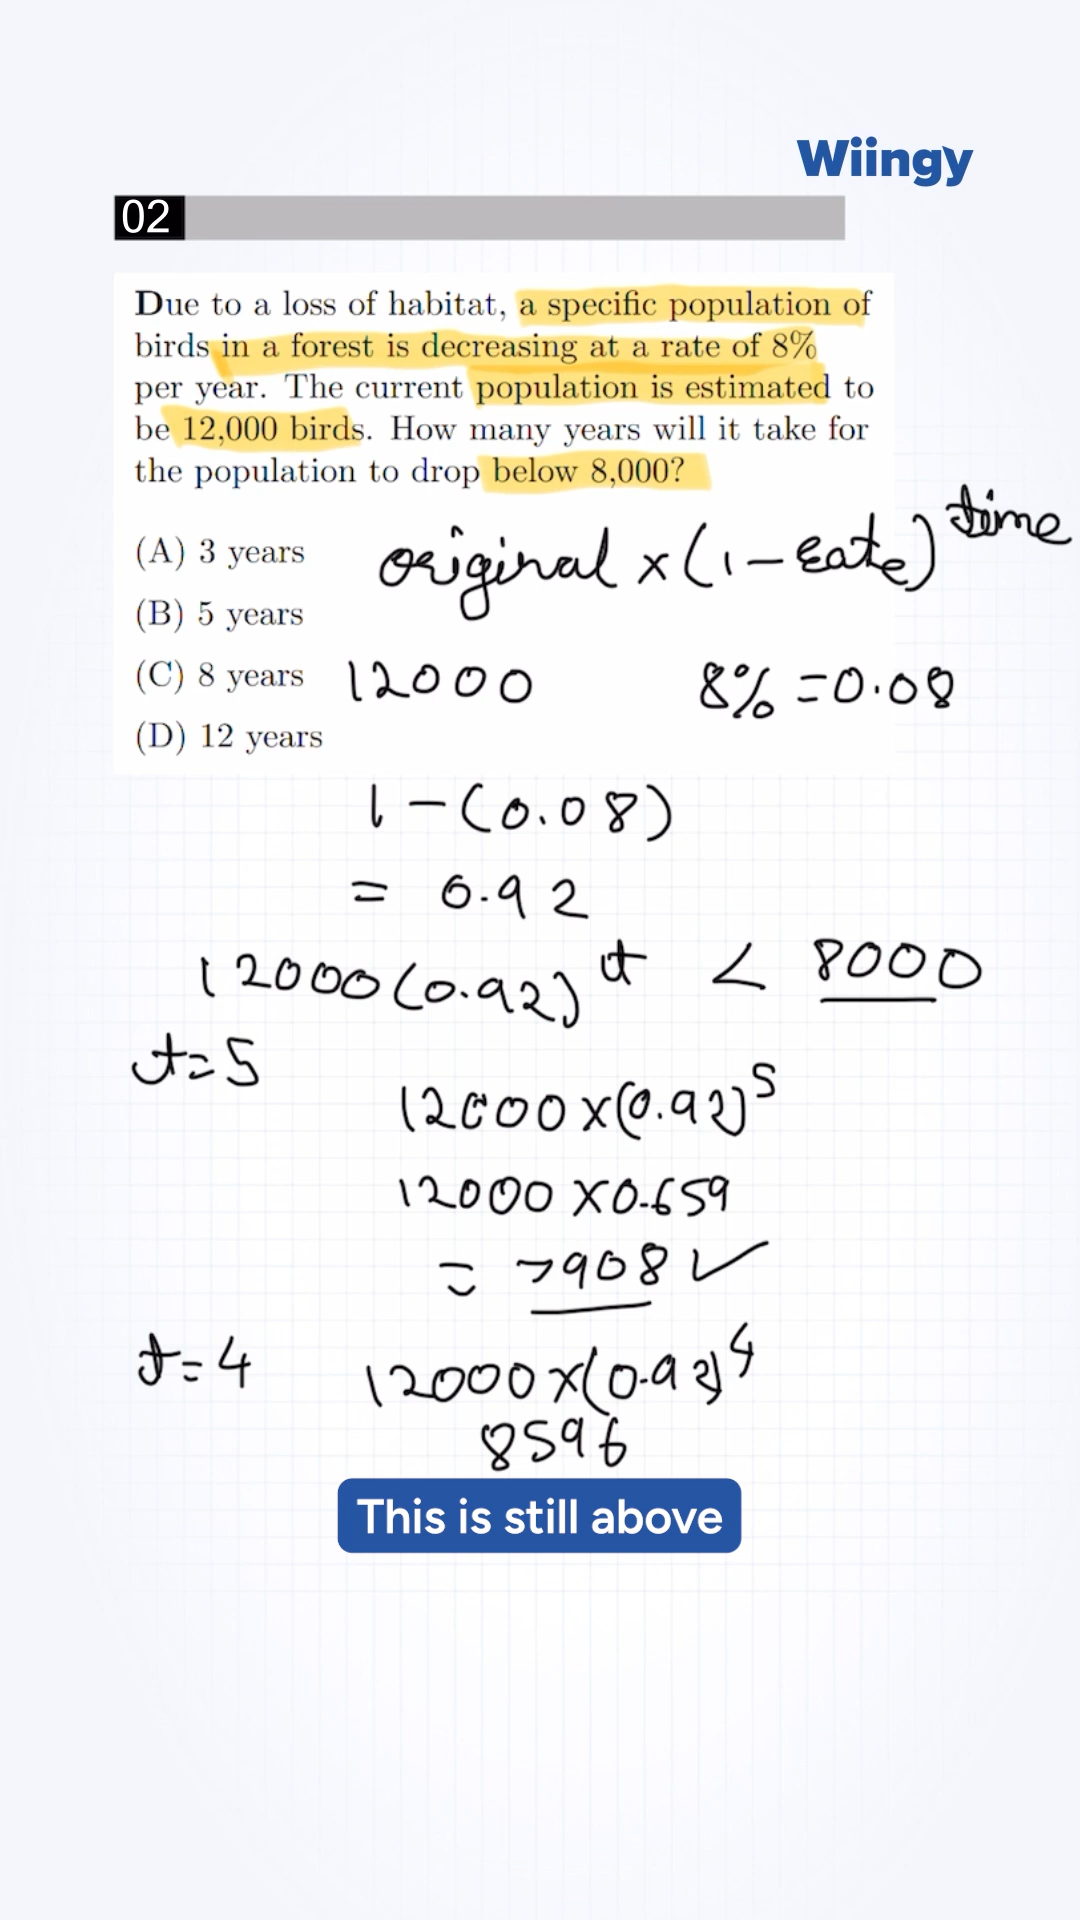 Wiingy
02
Due to a loss of habitat, a specific population of
birds in a forest is decreasing at a rate of 8%
per year. The current population is estimated to
be 12,000 birds. How many years will it take for
the population to drop below 8,000?
(A) 3 years
original x (1 - rate) time
(B) 5 years
(C) 8 years
12000
8% = 0.08
(D) 12 years
1 - (0.08)
= 0.92
12000 (0.92) t < 8000
t = 5
12000 x (0.92) 5
12000 x 0.659
= 7908 ✓
t = 4
12000 x (0.92) 4
8596
This is still above